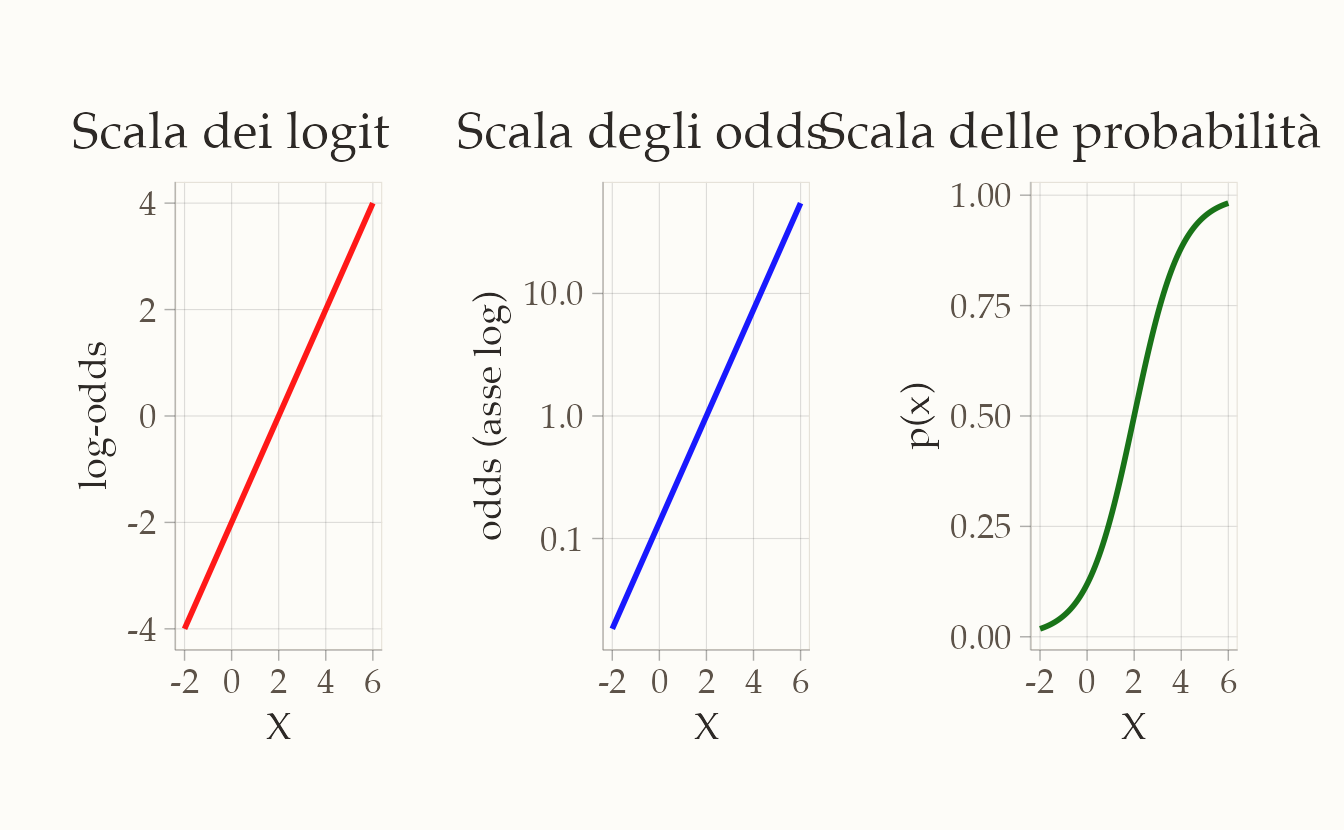 Scala dei logit
log-odds
4
2
0
-2
-4
-2 0 2 4 6
X
Scala degli odds
odds (asse log)
10.0
1.0
0.1
-2 0 2 4 6
X
Scala delle probabilità
p(x)
1.00
0.75
0.50
0.25
0.00
-2 0 2 4 6
X